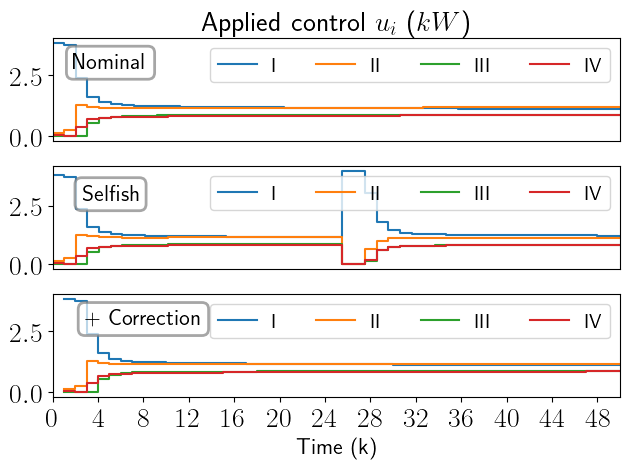 Applied control u_i (kW)
Nominal
I II III IV
2.5
0.0
Selfish
I II III IV
2.5
0.0
+ Correction
I II III IV
2.5
0.0
0 4 8 12 16 20 24 28 32 36 40 44 48
Time (k)